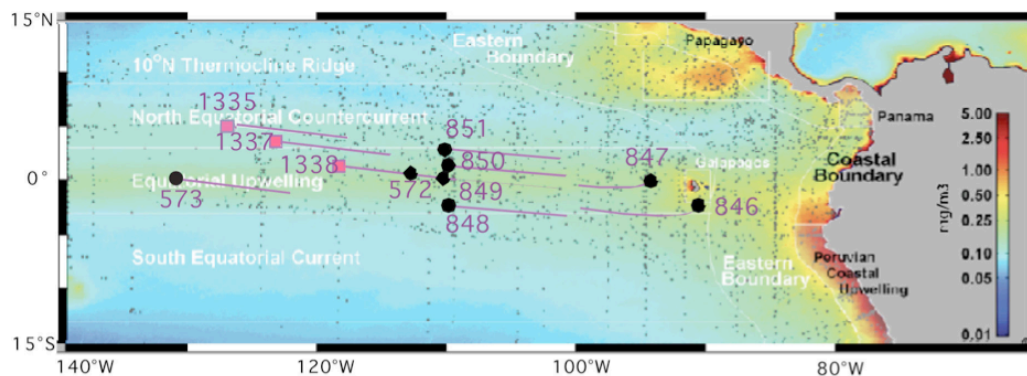 15°N
0°
15°S
140°W
120°W
100°W
80°W
10°N Thermocline Ridge
North Equatorial Countercurrent
Equatorial Upwelling
South Equatorial Current
Eastern
Boundary
Papagayo
Panama
Galapagos
Coastal
Boundary
Eastern
Boundary
Peruvian
Coastal
Upwelling
1335
1337
1338
573
572
851
850
849
848
847
846
5.00
3.00
1.00
0.50
0.25
0.10
0.05
0.01
mg/m3